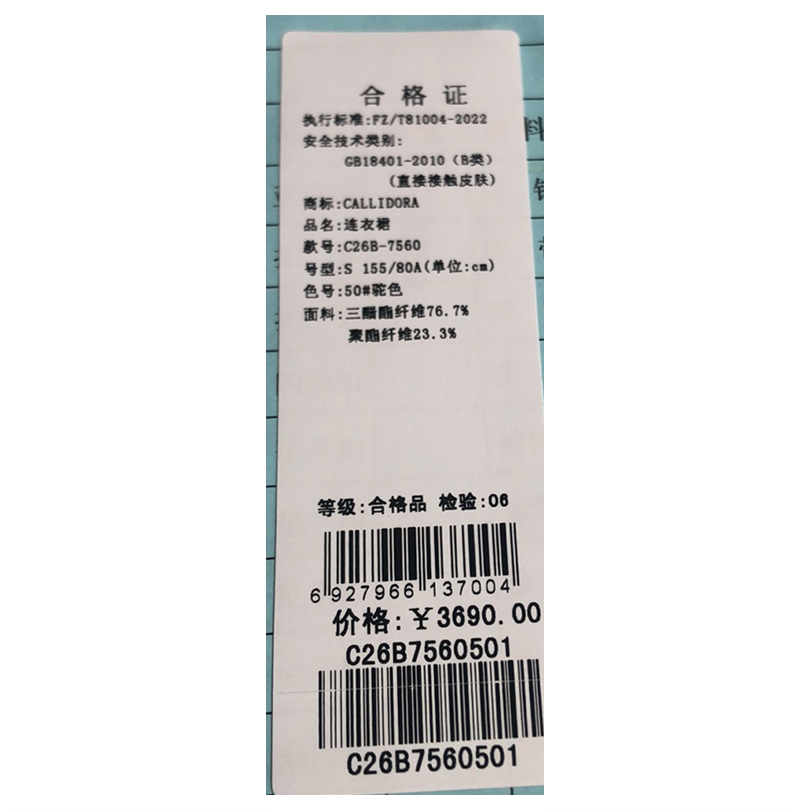 合格证
执行标准:FZ/T81004-2022
安全技术类别:
GB18401-2010（B类）
(直接接触皮肤)
商标:CALLIDORA
品名:连衣裙
款号:C26B-7560
号型:S 155/80A(单位:cm)
色号:50#驼色
面料:三醋酯纤维76.7%
聚酯纤维23.3%
等级:合格品 检验:06
6 927966 137004
价格:¥3690.00
C26B7560501
C26B7560501
料